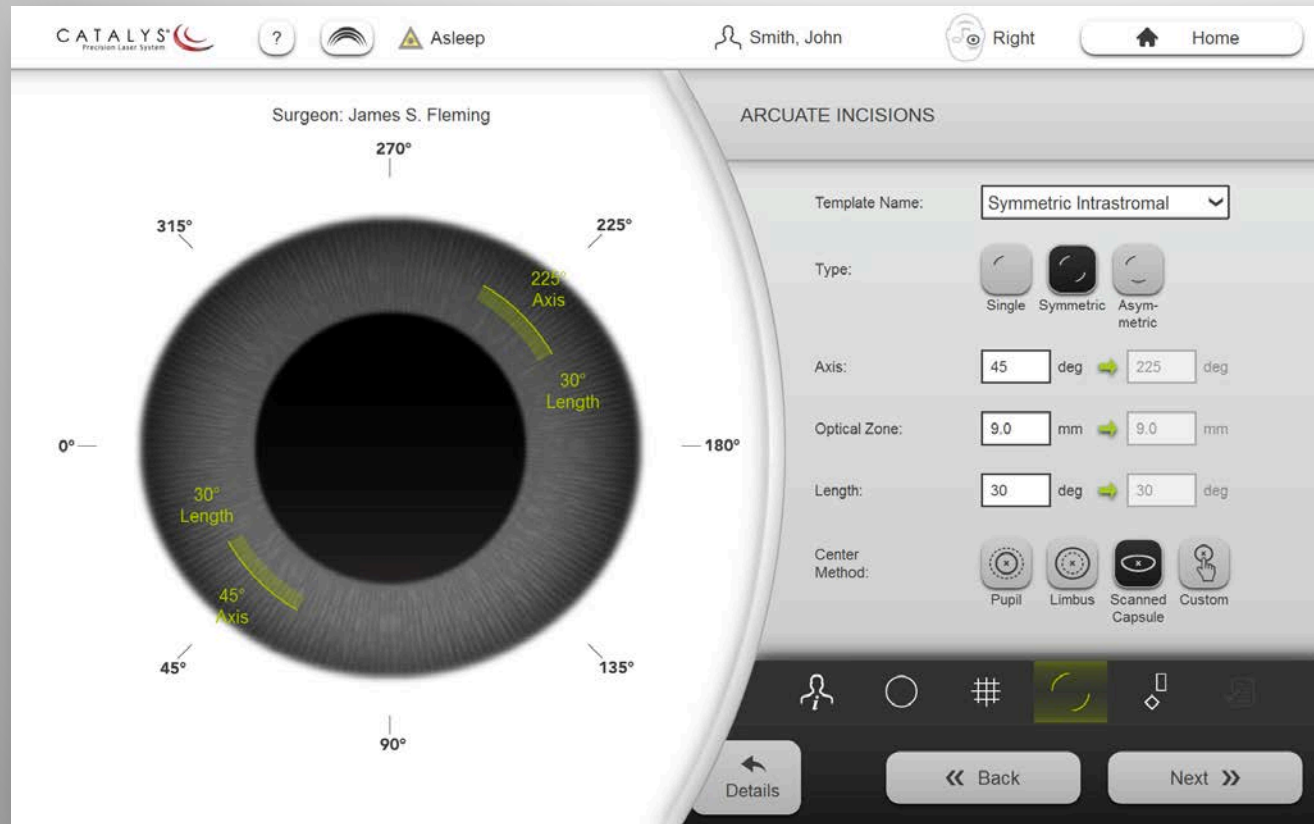 CATALYS®
Precision Laser System
?
Asleep
Smith, John
Right
Home
Surgeon: James S. Fleming
270°
315°
225°
225°
Axis
30°
Length
0°
180°
30°
Length
45°
Axis
45°
135°
90°
ARCUATE INCISIONS
Template Name:
Symmetric Intrastromal
Type:
Single
Symmetric
Asym-
metric
Axis:
45 deg 225 deg
Optical Zone:
9.0 mm 9.0 mm
Length:
30 deg 30 deg
Center
Method:
Pupil
Limbus
Scanned
Capsule
Custom
i
Details
Back
Next